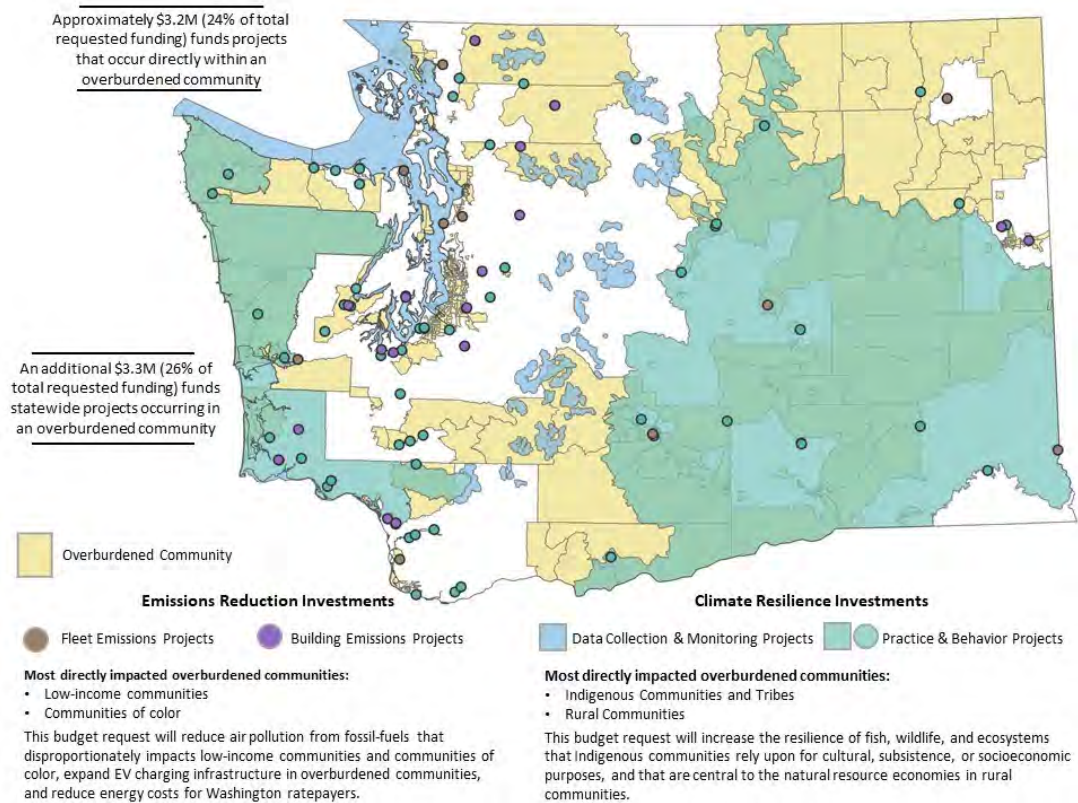 Approximately $3.2M (24% of total
requested funding) funds projects
that occur directly within an
overburdened community
An additional $3.3M (26% of
total requested funding) funds
statewide projects occurring in
an overburdened community
Overburdened Community
Emissions Reduction Investments
Fleet Emissions Projects
Building Emissions Projects
Most directly impacted overburdened communities:
• Low-income communities
• Communities of color
This budget request will reduce air pollution from fossil-fuels that
disproportionately impacts low-income communities and communities of
color, expand EV charging infrastructure in overburdened communities,
and reduce energy costs for Washington ratepayers.
Climate Resilience Investments
Data Collection & Monitoring Projects
Practice & Behavior Projects
Most directly impacted overburdened communities:
• Indigenous Communities and Tribes
• Rural Communities
This budget request will increase the resilience of fish, wildlife, and ecosystems
that Indigenous communities rely upon for cultural, subsistence, or socioeconomic
purposes, and that are central to the natural resource economies in rural
communities.